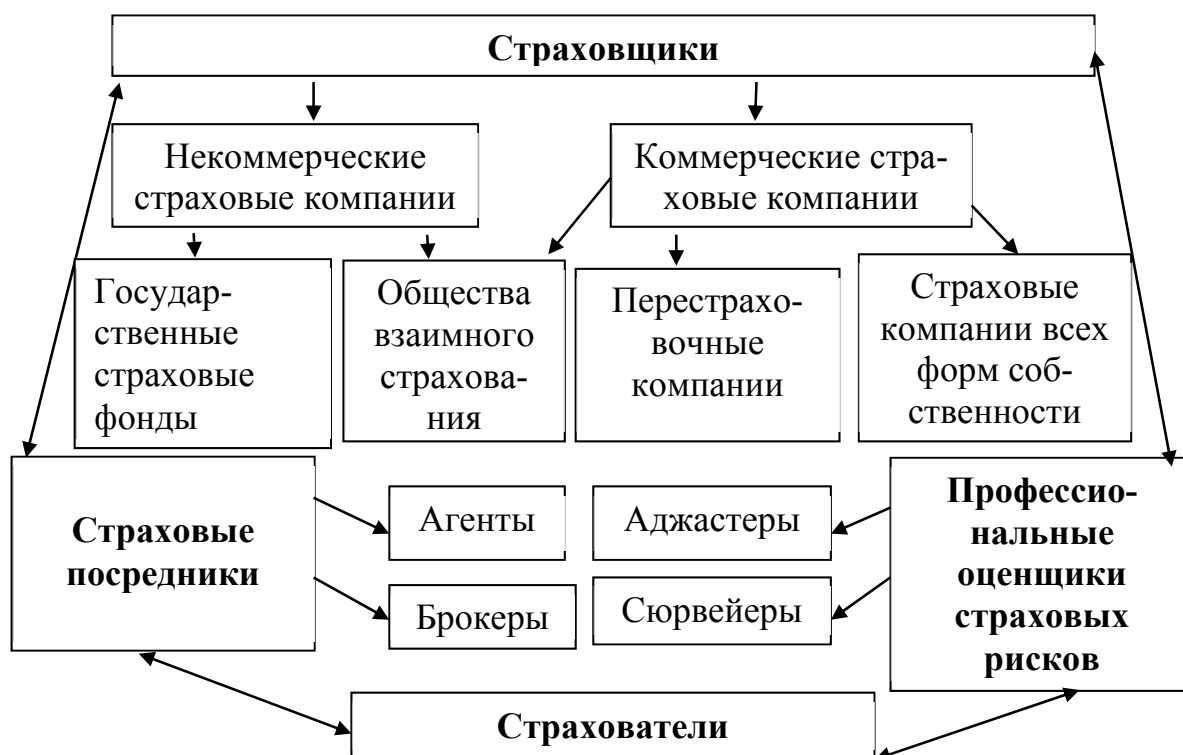 Страховщики
Некоммерческие
страховые компании
Коммерческие стра-
ховые компании
Государ-
ственные
страховые
фонды
Общества
взаимного
страхова-
ния
Перестрахо-
вочные
компании
Страховые
компании всех
форм соб-
ственности
Страховые
посредники
Агенты
Брокеры
Аджастеры
Сюрвейеры
Профессио-
нальные
оценщики
страховых
рисков
Страхователи